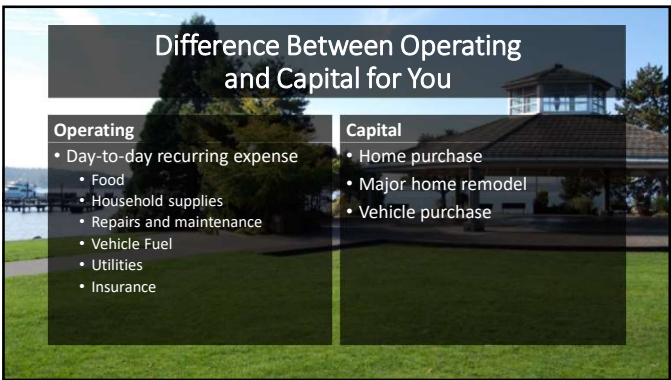 Difference Between Operating
and Capital for You
Operating
• Day-to-day recurring expense
• Food
• Household supplies
• Repairs and maintenance
• Vehicle Fuel
• Utilities
• Insurance
Capital
• Home purchase
• Major home remodel
• Vehicle purchase